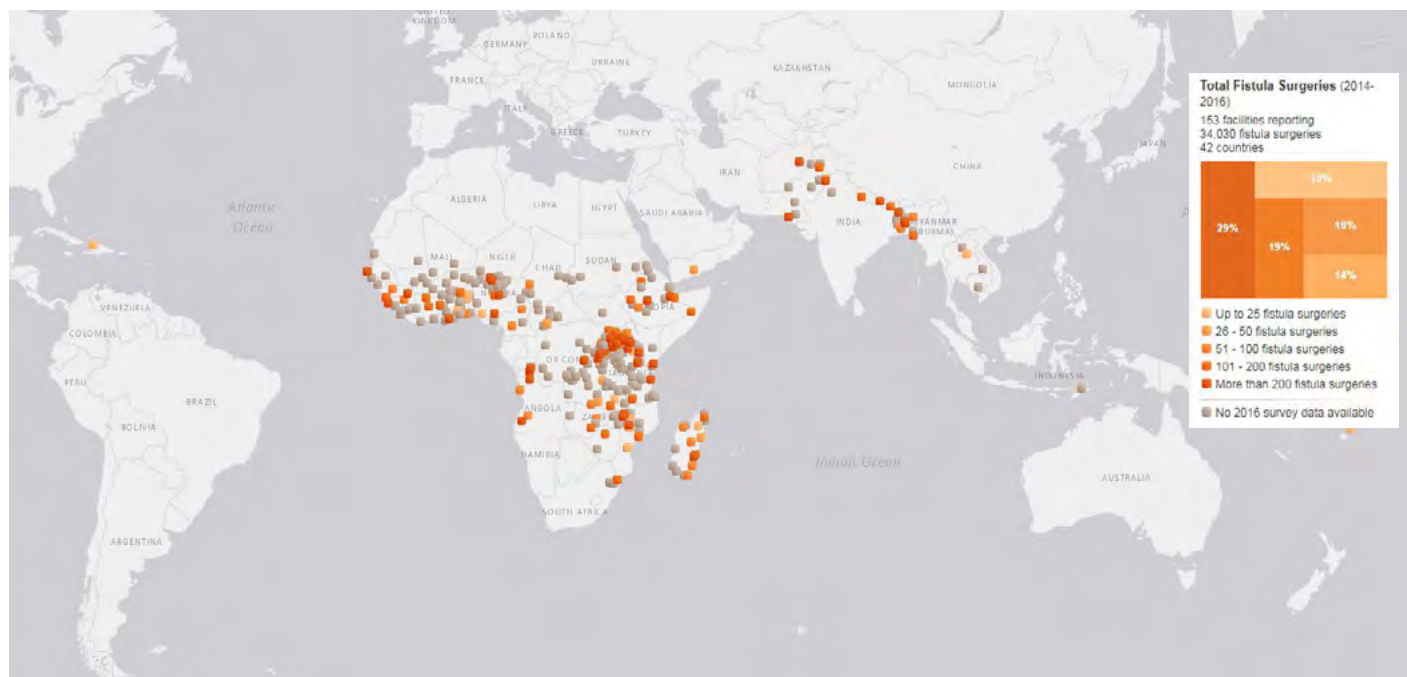 UNITED
KINGDOM
POLAND
GERMANY
UKRAINE
FRANCE
KAZAKHSTAN
MONGOLIA
ITALY
GREECE
TURKEY
JAPAN
CHINA
IRAN
ALGERIA
LIBYA
EGYPT
SAUDI ARABIA
INDIA
MYANMAR
(BURMA)
Atlantic
Ocean
MALI
NIGER
CHAD
SUDAN
VENEZUELA
COLOMBIA
DR CON
PERU
BRAZIL
BOLIVIA
ANGOLA
NAMIBIA
SOUTH AFRICA
ARGENTINA
INDONESIA
Indian Ocean
AUSTRALIA
Total Fistula Surgeries (2014-
2016)
153 facilities reporting
34,030 fistula surgeries
42 countries
29%
19%
14%
Up to 25 fistula surgeries
26 - 50 fistula surgeries
51 - 100 fistula surgeries
101 - 200 fistula surgeries
More than 200 fistula surgeries
No 2016 survey data available